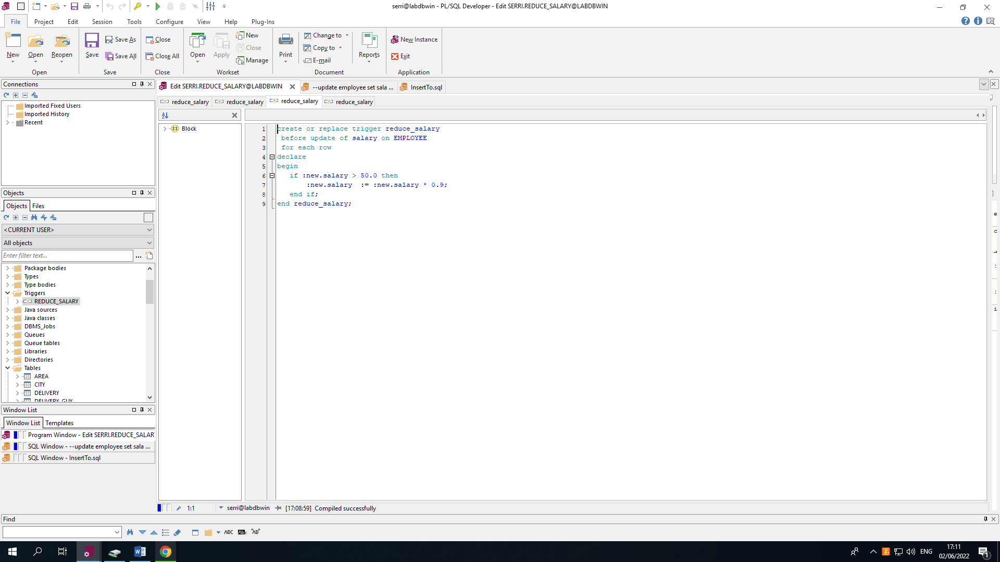 serri@labdbwin - PL/SQL Developer - Edit SERRI.REDUCE_SALARY@LABDBWIN
File Project Edit Session Tools Configure View Help Plug-Ins
New Open Reopen
Open
Save Save As Save All
Save
Close Close All
Close
Open Apply New Close Manage
Workset
Print Change to Copy to E-mail
Document
Reports
New Instance
Exit
Application
Connections
Imported Fixed Users
Imported History
Recent
Objects
Objects Files
<CURRENT USER>
All objects
Enter filter text...
Package bodies
Types
Type bodies
Triggers
REDUCE_SALARY
Java sources
Java classes
DBMS_Jobs
Queues
Queue tables
Libraries
Directories
Tables
AREA
CITY
DELIVERY
DELIVERY_GUY
Window List
Window List Templates
Program Window - Edit SERRI.REDUCE_SALAR
SQL Window - --update employee set sala ...
SQL Window - InsertTo.sql
Edit SERRI.REDUCE_SALARY@LABDBWIN --update employee set sala ... InsertTo.sql
reduce_salary reduce_salary reduce_salary reduce_salary
Block
1 create or replace trigger reduce_salary
2 before update of salary on EMPLOYEE
3 for each row
4 declare
5 begin
6 if :new.salary > 50.0 then
7 :new.salary := :new.salary * 0.9;
8 end if;
9 end reduce_salary;
1:1 serri@labdbwin [17:08:59] Compiled successfully
Find
ABC "AB"
ENG
17:11
02/06/2022
1